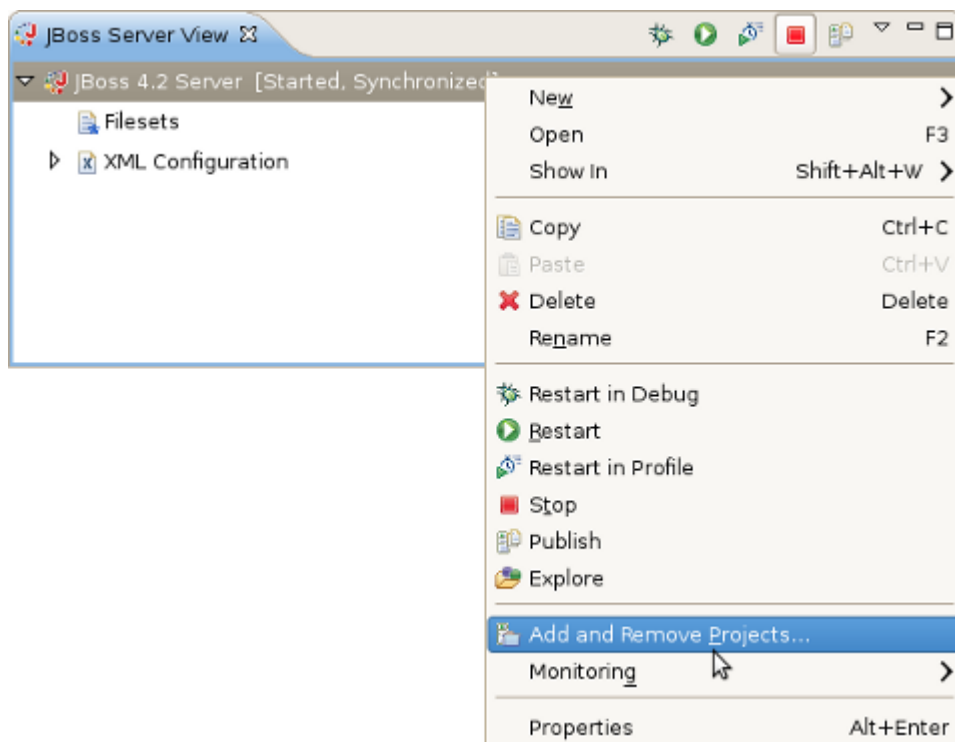 JBoss Server View
JBoss 4.2 Server [Started, Synchronized]
Filesets
XML Configuration
New
Open F3
Show In Shift+Alt+W
Copy Ctrl+C
Paste Ctrl+V
Delete Delete
Rename F2
Restart in Debug
Restart
Restart in Profile
Stop
Publish
Explore
Add and Remove Projects...
Monitoring
Properties Alt+Enter